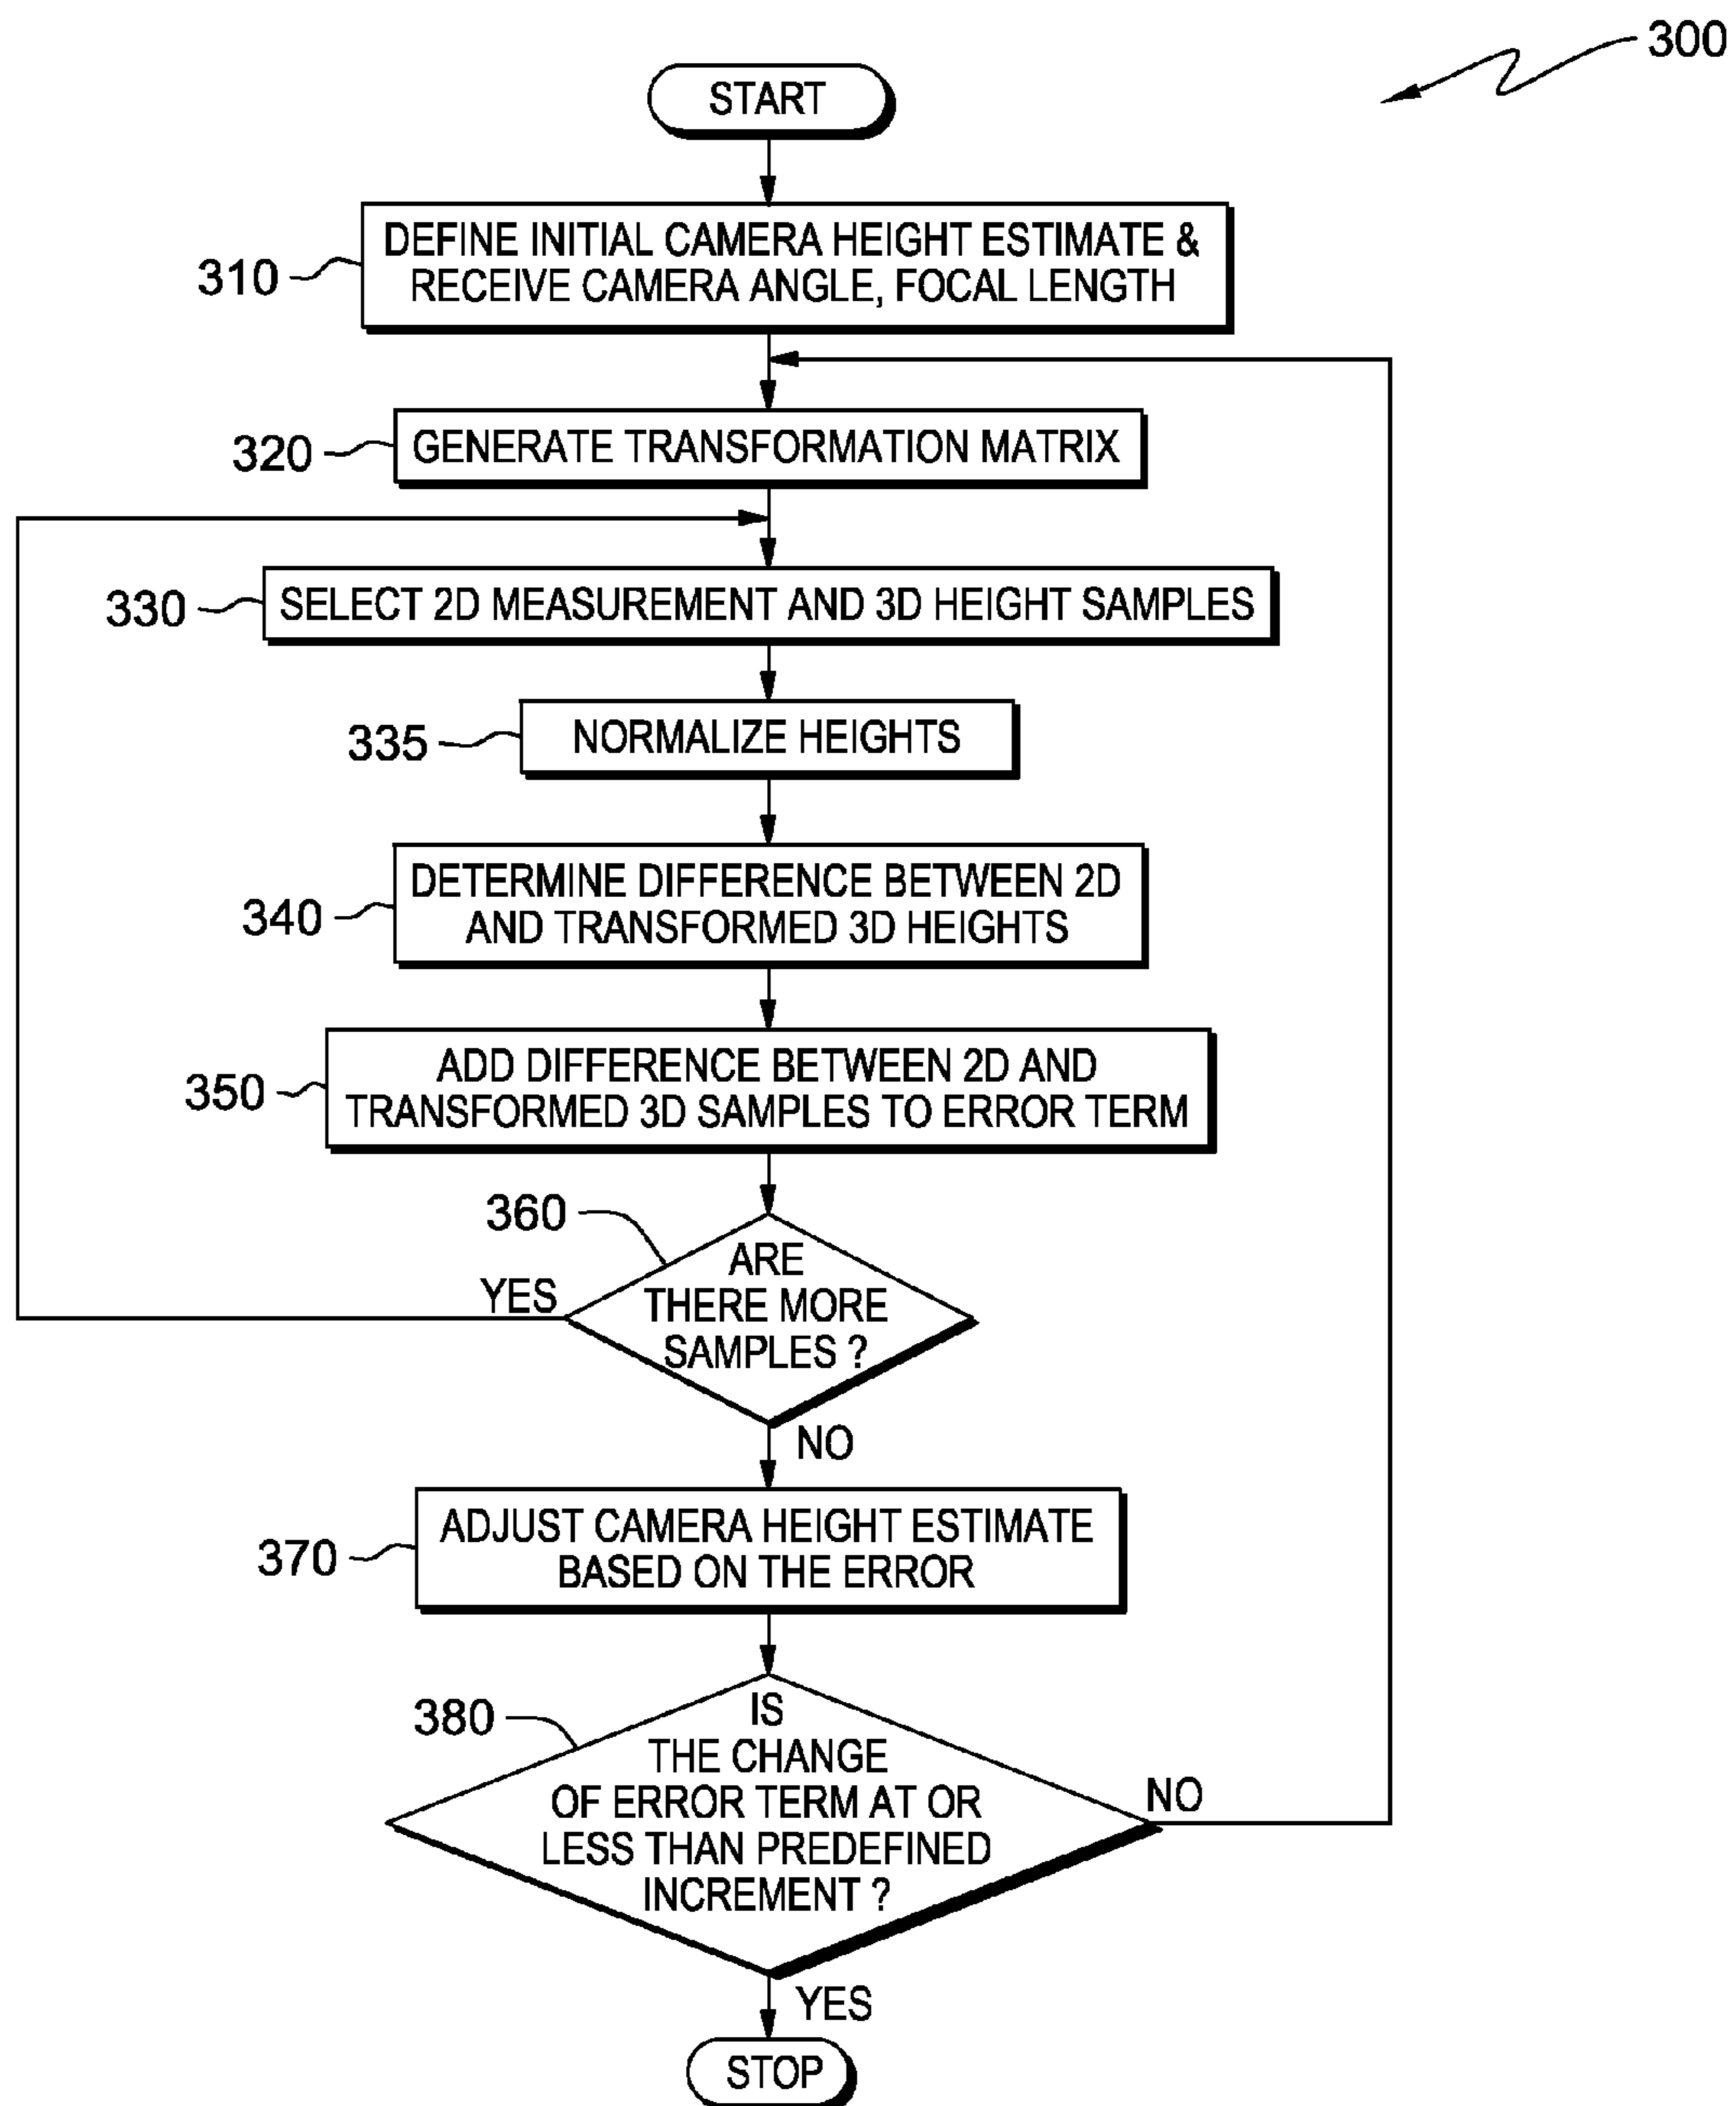 300
START
310
DEFINE INITIAL CAMERA HEIGHT ESTIMATE &
RECEIVE CAMERA ANGLE, FOCAL LENGTH
320
GENERATE TRANSFORMATION MATRIX
330
SELECT 2D MEASUREMENT AND 3D HEIGHT SAMPLES
335
NORMALIZE HEIGHTS
340
DETERMINE DIFFERENCE BETWEEN 2D
AND TRANSFORMED 3D HEIGHTS
350
ADD DIFFERENCE BETWEEN 2D AND
TRANSFORMED 3D SAMPLES TO ERROR TERM
360
ARE
THERE MORE
SAMPLES ?
YES
NO
370
ADJUST CAMERA HEIGHT ESTIMATE
BASED ON THE ERROR
380
IS
THE CHANGE
OF ERROR TERM AT OR
LESS THAN PREDEFINED
INCREMENT ?
NO
YES
STOP